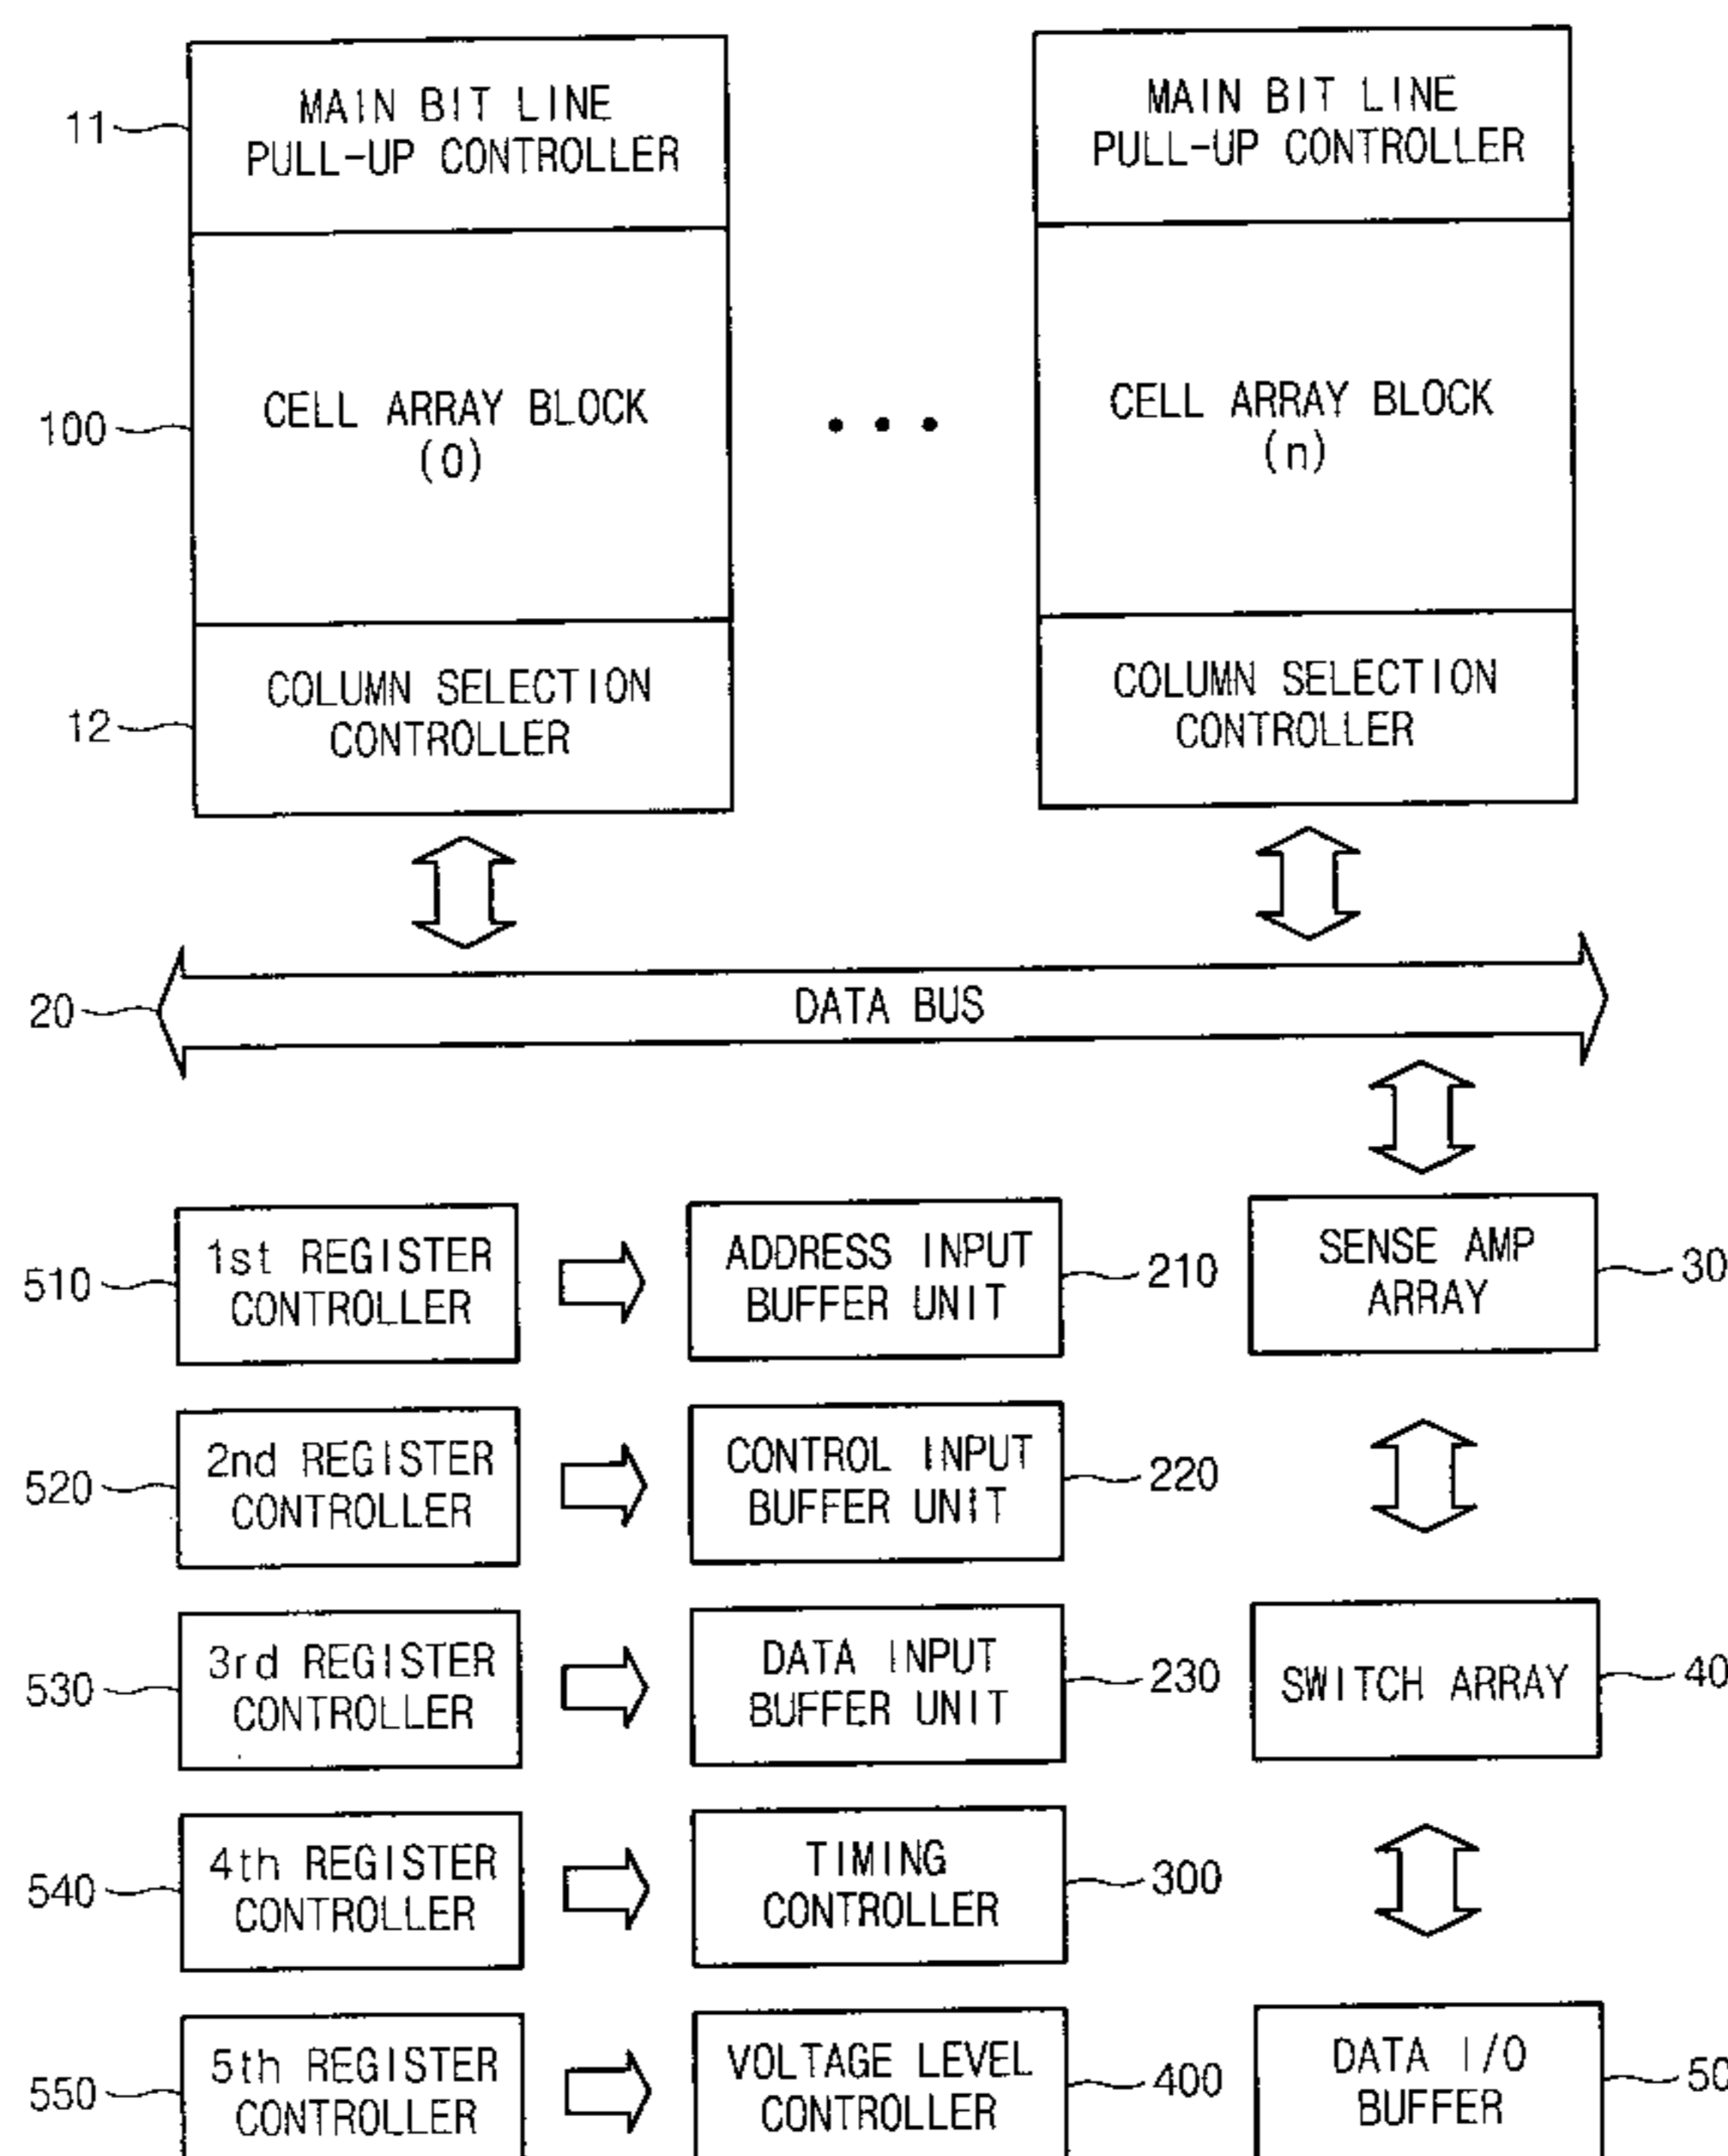 MAIN BIT LINE
PULL-UP CONTROLLER
11
MAIN BIT LINE
PULL-UP CONTROLLER
CELL ARRAY BLOCK
(0)
100
CELL ARRAY BLOCK
(n)
COLUMN SELECTION
CONTROLLER
12
COLUMN SELECTION
CONTROLLER
20
DATA BUS
510
1st REGISTER
CONTROLLER
ADDRESS INPUT
BUFFER UNIT
210
SENSE AMP
ARRAY
30
520
2nd REGISTER
CONTROLLER
CONTROL INPUT
BUFFER UNIT
220
530
3rd REGISTER
CONTROLLER
DATA INPUT
BUFFER UNIT
230
SWITCH ARRAY
40
540
4th REGISTER
CONTROLLER
TIMING
CONTROLLER
300
550
5th REGISTER
CONTROLLER
VOLTAGE LEVEL
CONTROLLER
400
DATA I/O
BUFFER
50